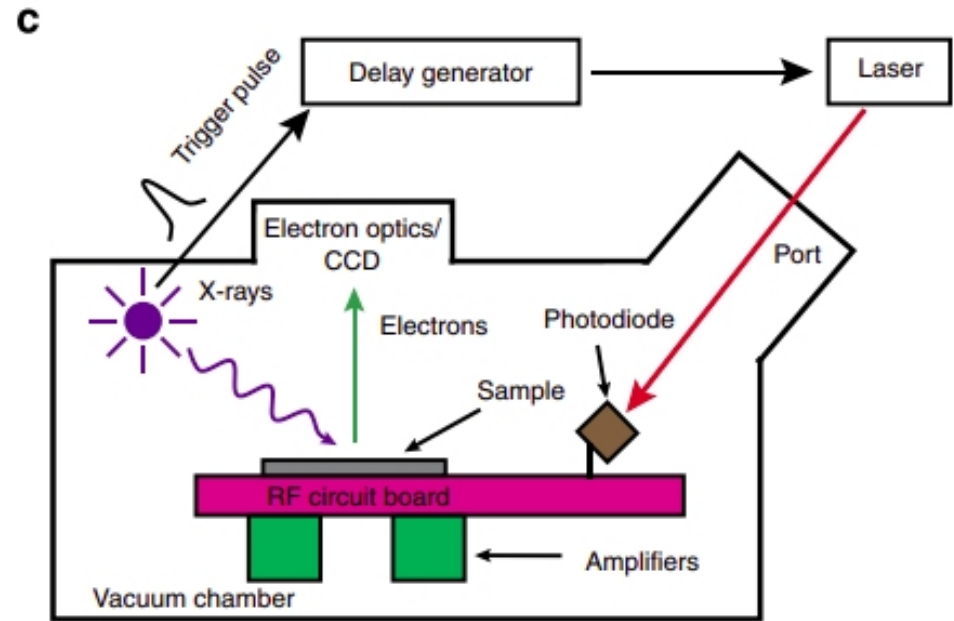 c
Trigger pulse
Delay generator
Laser
Electron optics/
CCD
Port
X-rays
Electrons
Photodiode
Sample
RF circuit board
Amplifiers
Vacuum chamber